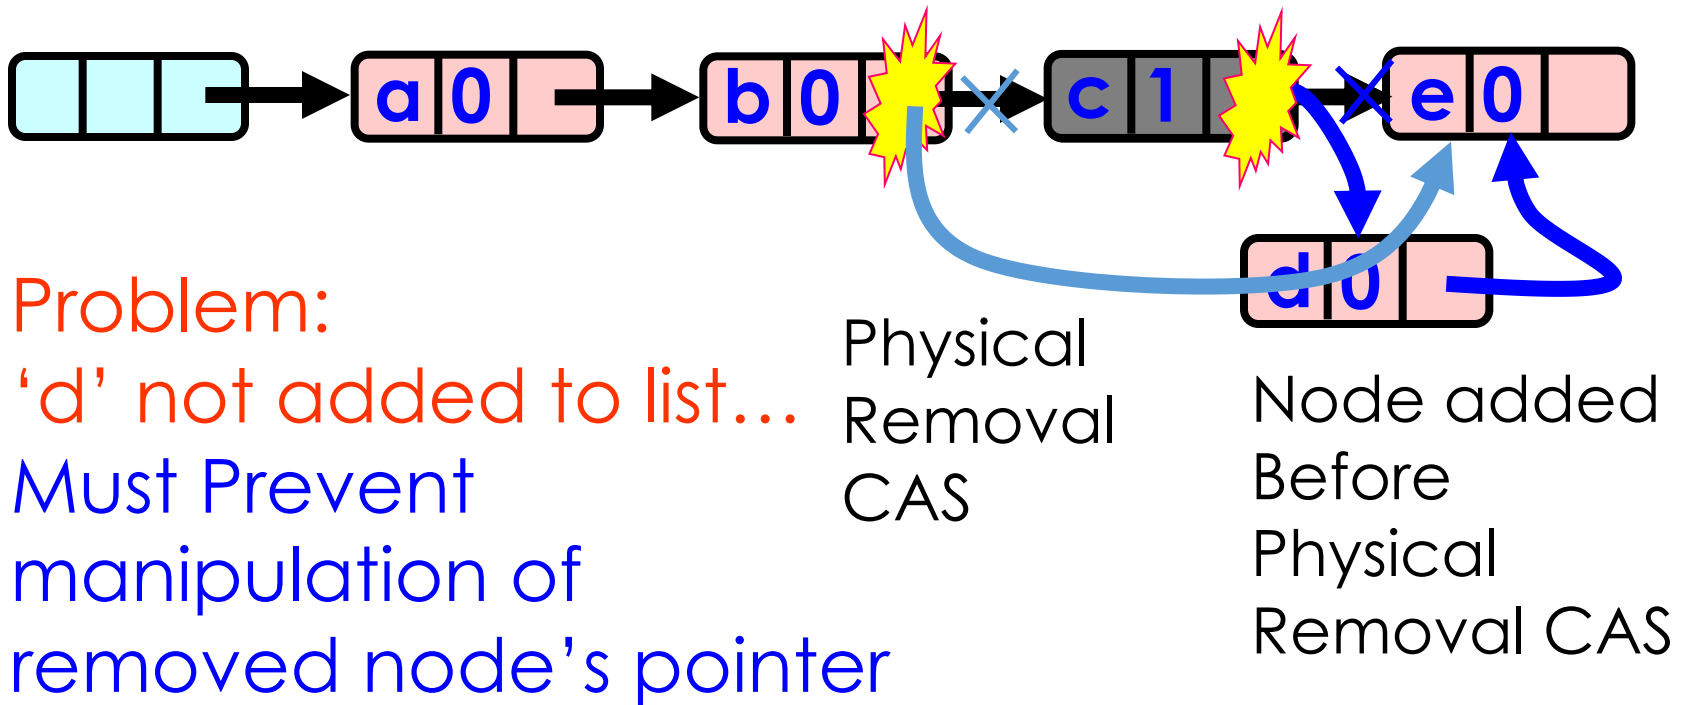 a 0 b 0 c 1 e 0
d 0
Problem:
‘d’ not added to list…
Must Prevent
manipulation of
removed node’s pointer
Physical
Removal
CAS
Node added
Before
Physical
Removal CAS